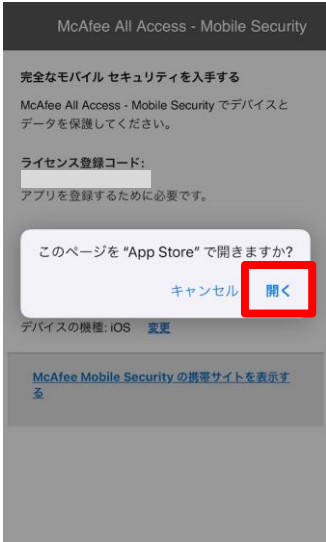 McAfee All Access - Mobile Security
完全なモバイル セキュリティを入手する
McAfee All Access - Mobile Security でデバイスと
データを保護してください。
ライセンス登録コード:
アプリを登録するために必要です。
このページを “App Store” で開きますか?
キャンセル 開く
デバイスの機種: iOS 変更
McAfee Mobile Security の携帯サイトを表示す
る